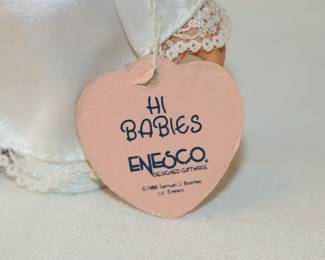 HI
BABIES
ENESCO®
DESIGNED GIFTWARE
©1988 Samuel J. Butcher
Lic. Enesco